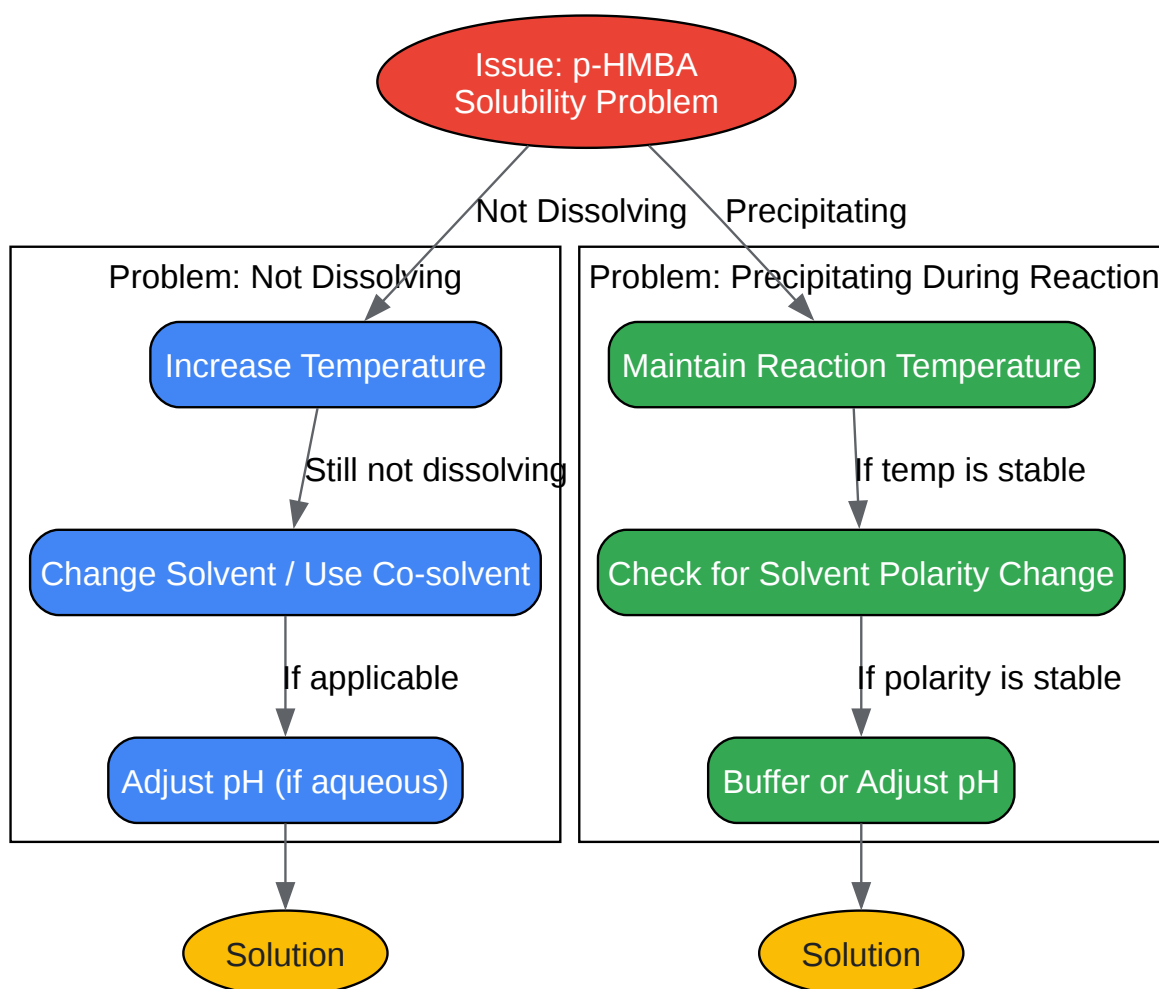 Issue: p-HMBA
Solubility Problem
Not Dissolving
Precipitating
Problem: Not Dissolving
Problem: Precipitating During Reaction
Increase Temperature
Maintain Reaction Temperature
Still not dissolving
If temp is stable
Change Solvent / Use Co-solvent
Check for Solvent Polarity Change
If applicable
If polarity is stable
Adjust pH (if aqueous)
Buffer or Adjust pH
Solution
Solution